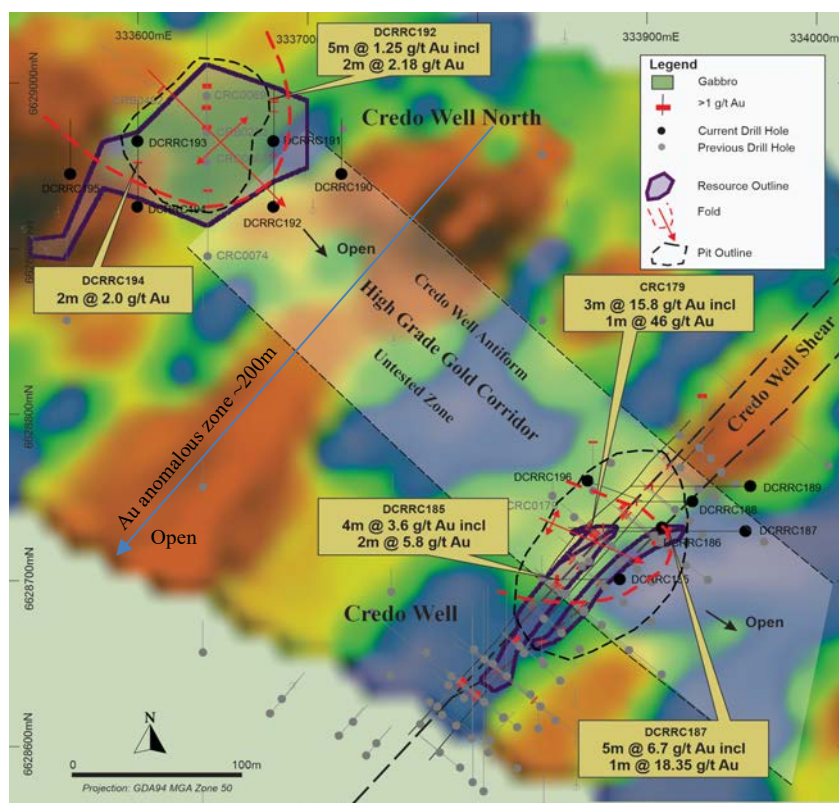 333600mE
333700mE
333900mE
334000mE
6629000mN
6628800mN
6628700mN
6628600mN
DCRRC192
5m @ 1.25 g/t Au incl
2m @ 2.18 g/t Au
Legend
Gabbro
>1 g/t Au
Current Drill Hole
Previous Drill Hole
Resource Outline
Fold
Pit Outline
Credo Well North
DCRRC193
DCRRC191
DCRRC195
DCRRC190
DCRRC194
DCRRC192
CRC0074
Open
DCRRC194
2m @ 2.0 g/t Au
CRC179
3m @ 15.8 g/t Au incl
1m @ 46 g/t Au
Credo Well Antiform
High Grade Gold Corridor
Untested Zone
Credo Well Shear
Au anomalous zone ~200m
Open
DCRRC196
DCRRC189
DCRRC188
DCRRC187
DCRRC186
DCRRC185
4m @ 3.6 g/t Au incl
2m @ 5.8 g/t Au
Credo Well
Open
DCRRC187
5m @ 6.7 g/t Au incl
1m @ 18.35 g/t Au
N
0
100m
Projection: GDA94 MGA Zone 50